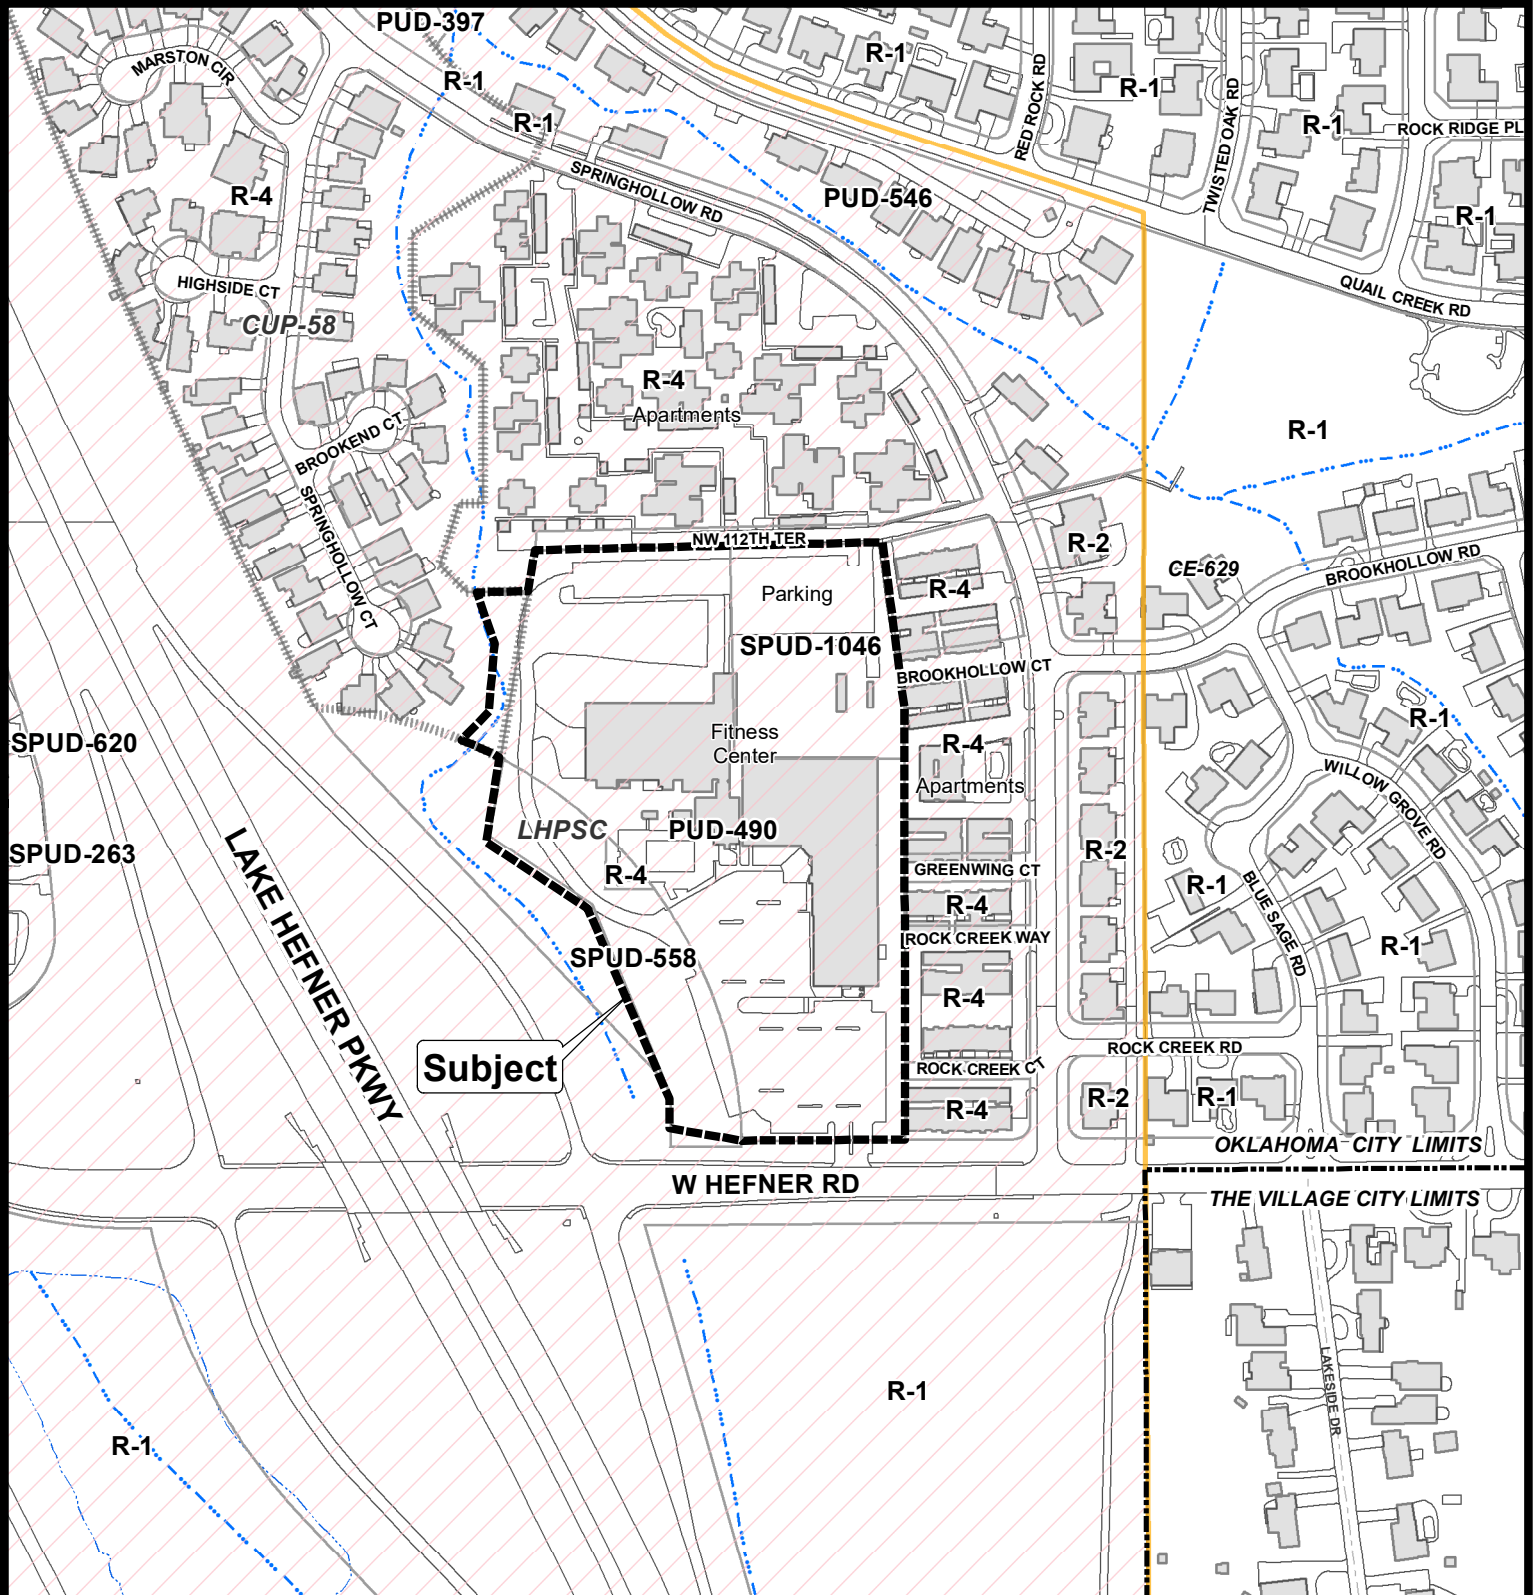 PUD-397
R-1
R-1
R-1
R-1
R-1
R-1
MARSTON CIR
RED ROCK RD
TWISTED OAK RD
ROCK RIDGE PL
R-4
SPRINGHOLLOW RD
PUD-546
HIGHSIDE CT
CUP-58
QUAIL CREEK RD
R-4
Apartments
R-1
BROOKEND CT
SPRINGHOLLOW CT
NW 112TH TER
R-2
CE-629
BROOKHOLLOW RD
Parking
R-4
SPUD-1046
BROOKHOLLOW CT
SPUD-620
Fitness
Center
R-4
R-1
Apartments
WILLOW GROVE RD
LHPSC
PUD-490
SPUD-263
R-2
LAKE HEFNER PKWY
R-4
GREENWING CT
R-1
BLUE SAGE RD
R-4
ROCK CREEK WAY
R-1
SPUD-558
R-4
Subject
ROCK CREEK RD
ROCK CREEK CT
R-4
R-2
R-1
OKLAHOMA CITY LIMITS
W HEFNER RD
THE VILLAGE CITY LIMITS
LAKESIDE DR
R-1
R-1